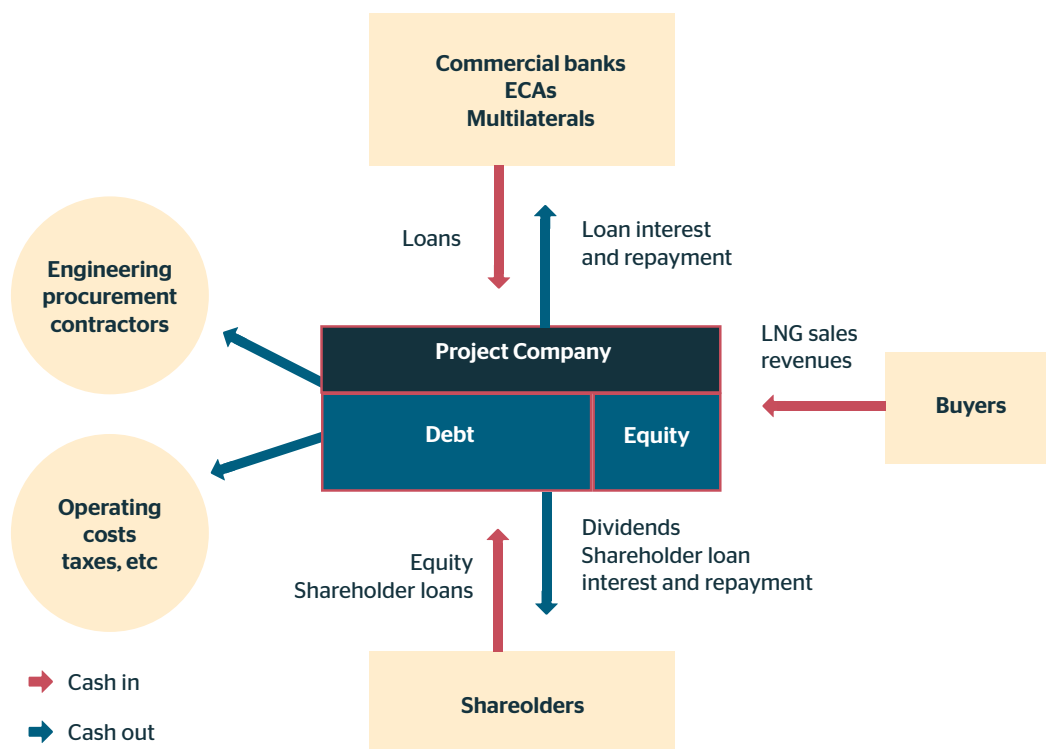 Commercial banks
ECAs
Multilaterals
Loans
Loan interest
and repayment
Engineering
procurement
contractors
Project Company
LNG sales
revenues
Buyers
Debt
Equity
Operating
costs
taxes, etc
Equity
Shareholder loans
Dividends
Shareholder loan
interest and repayment
Cash in
Cash out
Shareolders